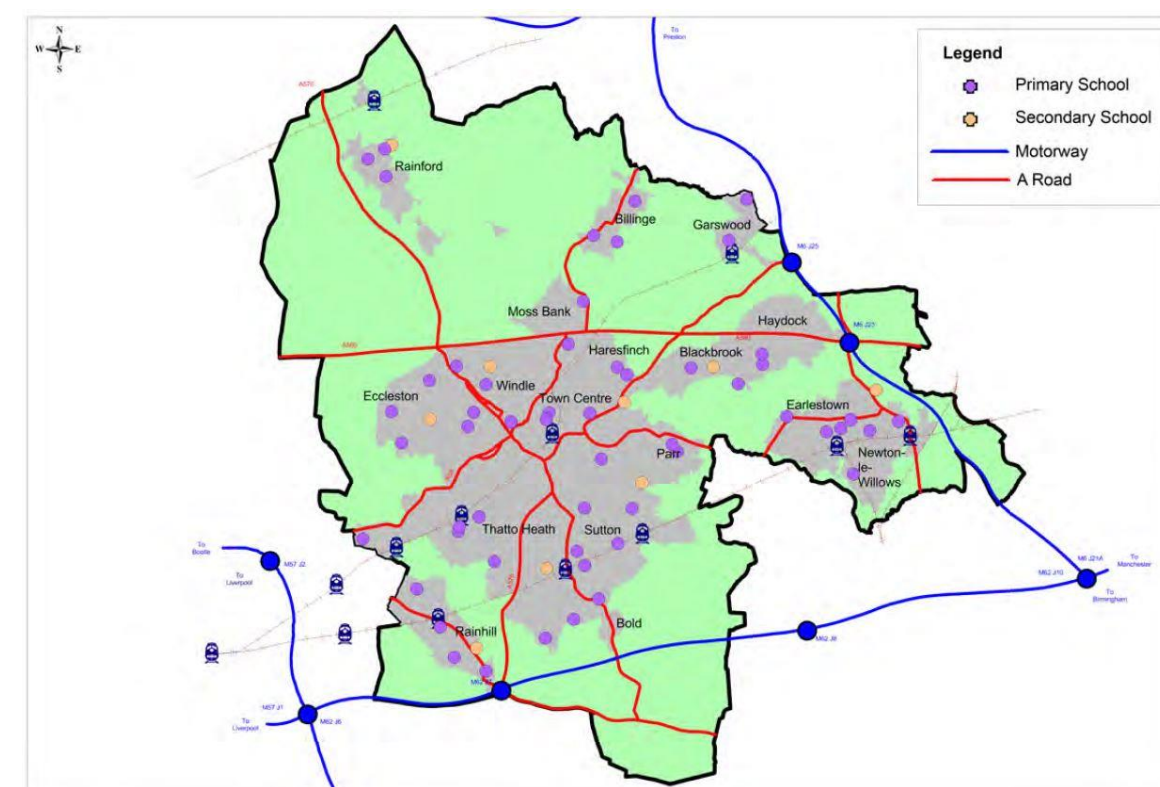 N
W E
S
To
Preston
Legend
Primary School
Secondary School
Motorway
A Road
A570
Rainford
Billinge
Garswood
M6 J25
Moss Bank
Haydock
M6 J23
A580
A580
Haresfinch
Blackbrook
Windle
Eccleston
Town Centre
Earlestown
Parr
Newton-
le-
Willows
Thatto Heath
Sutton
To
Bootle
M57 J2
To
Liverpool
M6 J21A
To
Manchester
M62 J10
To
Birmingham
Bold
M62 J8
Rainhill
M57 J1
To
Liverpool
M62 J6